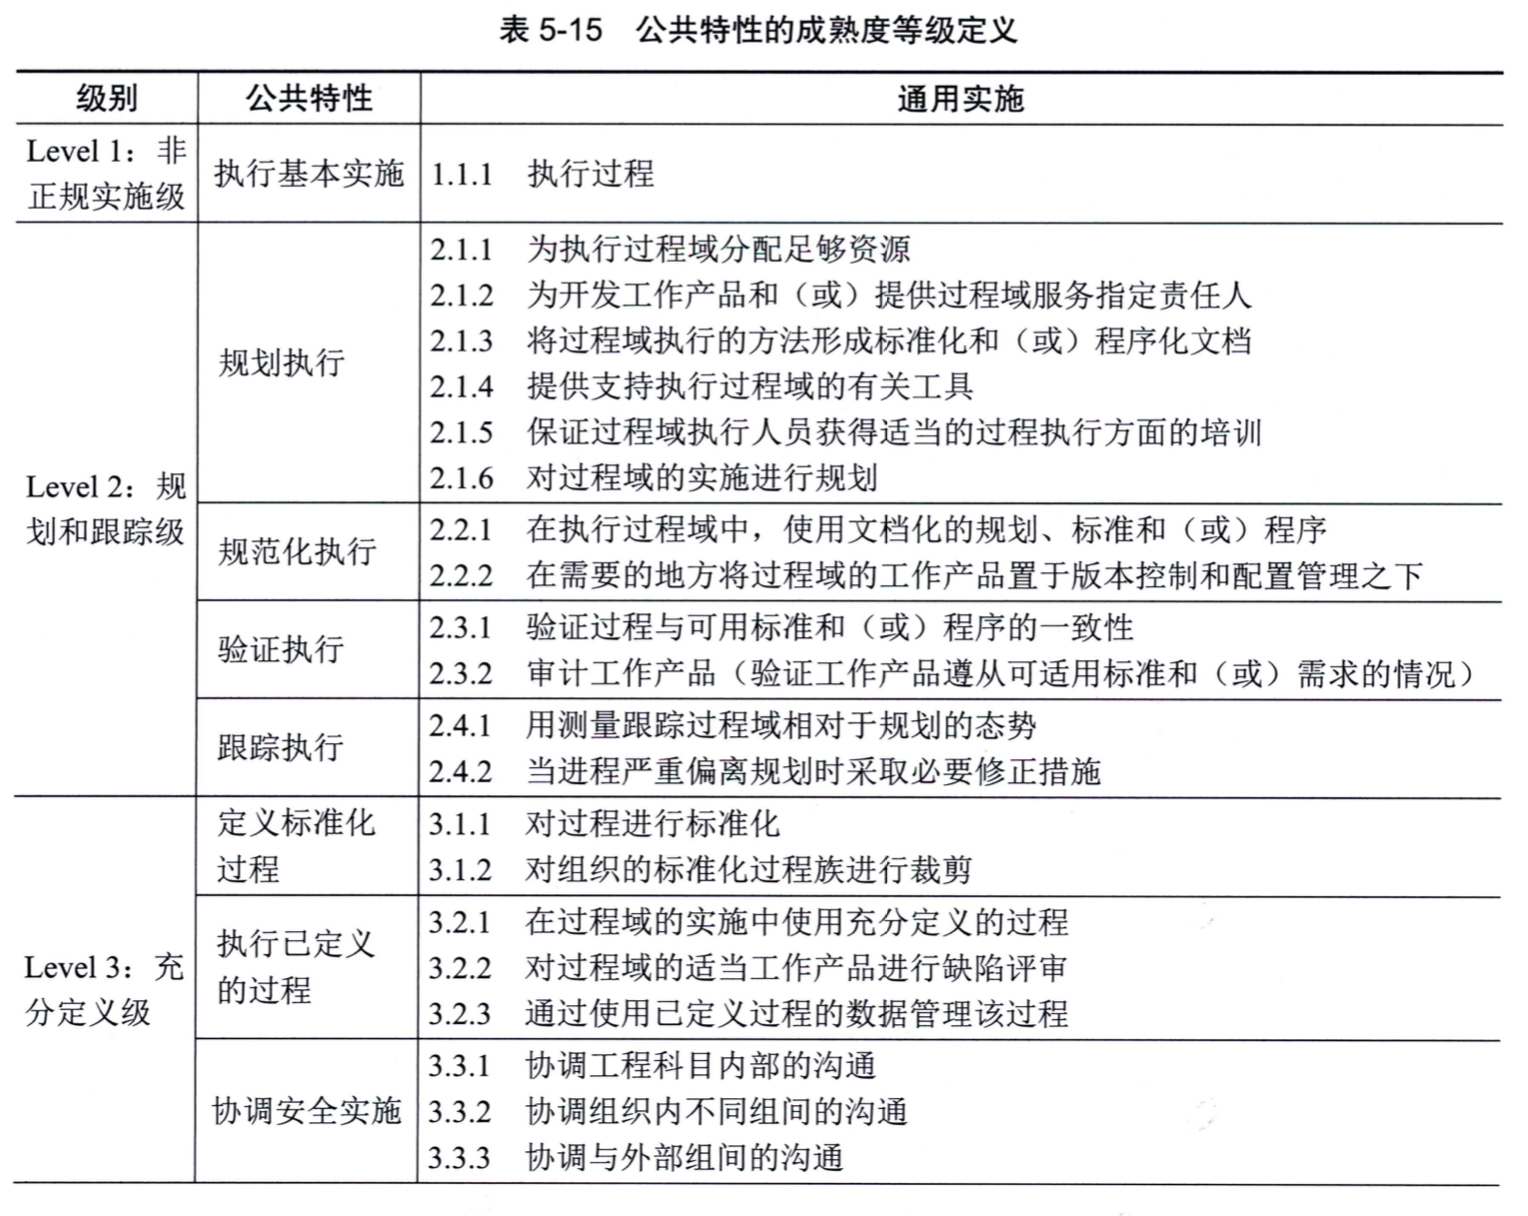 表 5-15 公共特性的成熟度等级定义
级别 公共特性 通用实施
Level 1：非
正规实施级
执行基本实施
1.1.1 执行过程
Level 2：规
划和跟踪级
规划执行
2.1.1 为执行过程域分配足够资源
2.1.2 为开发工作产品和（或）提供过程域服务指定责任人
2.1.3 将过程域执行的方法形成标准化和（或）程序化文档
2.1.4 提供支持执行过程域的有关工具
2.1.5 保证过程域执行人员获得适当的过程执行方面的培训
2.1.6 对过程域的实施进行规划
规范化执行
2.2.1 在执行过程域中，使用文档化的规划、标准和（或）程序
2.2.2 在需要的地方将过程域的工作产品置于版本控制和配置管理之下
验证执行
2.3.1 验证过程与可用标准和（或）程序的一致性
2.3.2 审计工作产品（验证工作产品遵从可适用标准和（或）需求的情况）
跟踪执行
2.4.1 用测量跟踪过程域相对于规划的态势
2.4.2 当进程严重偏离规划时采取必要修正措施
Level 3：充
分定义级
定义标准化
过程
3.1.1 对过程进行标准化
3.1.2 对组织的标准化过程族进行裁剪
执行已定义
的过程
3.2.1 在过程域的实施中使用充分定义的过程
3.2.2 对过程域的适当工作产品进行缺陷评审
3.2.3 通过使用已定义过程的数据管理该过程
协调安全实施
3.3.1 协调工程科目内部的沟通
3.3.2 协调组织内不同组间的沟通
3.3.3 协调与外部组间的沟通